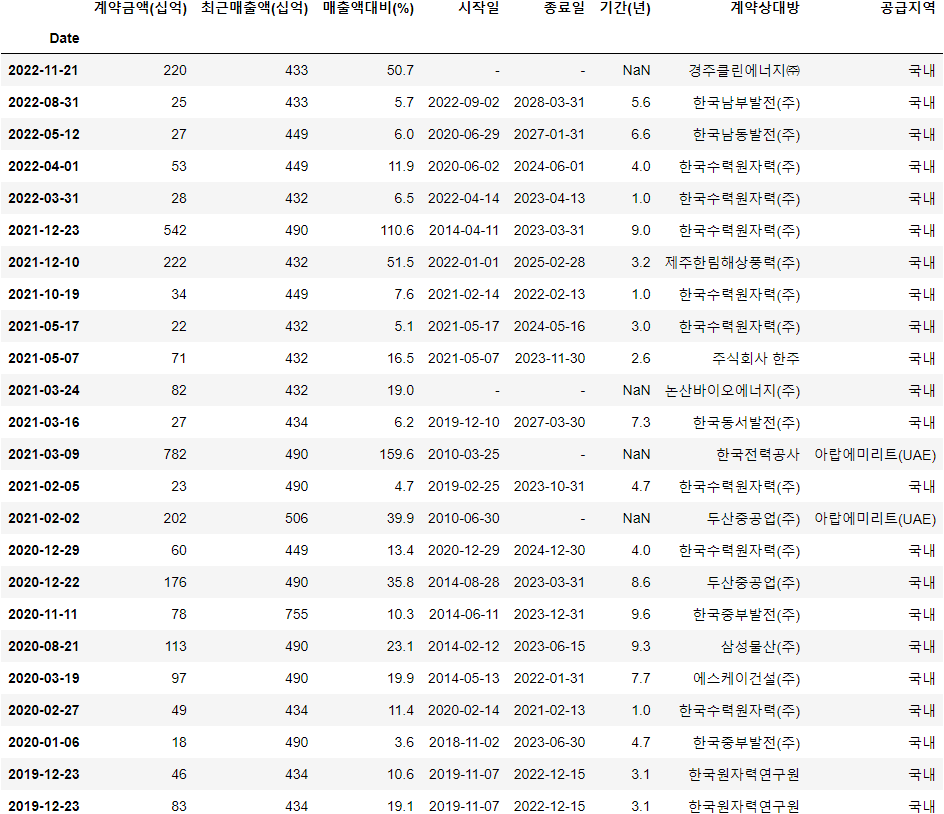 계약금액(십억) 최근매출액(십억) 매출액대비(%) 시작일 종료일 기간(년) 계약상대방 공급지역
Date
2022-11-21 220 433 50.7 - - NaN 경주클린에너지㈜ 국내
2022-08-31 25 433 5.7 2022-09-02 2028-03-31 5.6 한국남부발전(주) 국내
2022-05-12 27 449 6.0 2020-06-29 2027-01-31 6.6 한국남동발전(주) 국내
2022-04-01 53 449 11.9 2020-06-02 2024-06-01 4.0 한국수력원자력(주) 국내
2022-03-31 28 432 6.5 2022-04-14 2023-04-13 1.0 한국수력원자력(주) 국내
2021-12-23 542 490 110.6 2014-04-11 2023-03-31 9.0 한국수력원자력(주) 국내
2021-12-10 222 432 51.5 2022-01-01 2025-02-28 3.2 제주한림해상풍력(주) 국내
2021-10-19 34 449 7.6 2021-02-14 2022-02-13 1.0 한국수력원자력(주) 국내
2021-05-17 22 432 5.1 2021-05-17 2024-05-16 3.0 한국수력원자력(주) 국내
2021-05-07 71 432 16.5 2021-05-07 2023-11-30 2.6 주식회사 한주 국내
2021-03-24 82 432 19.0 - - NaN 논산바이오에너지(주) 국내
2021-03-16 27 434 6.2 2019-12-10 2027-03-30 7.3 한국동서발전(주) 국내
2021-03-09 782 490 159.6 2010-03-25 - NaN 한국전력공사 아랍에미리트(UAE)
2021-02-05 23 490 4.7 2019-02-25 2023-10-31 4.7 한국수력원자력(주) 국내
2021-02-02 202 506 39.9 2010-06-30 - NaN 두산중공업(주) 아랍에미리트(UAE)
2020-12-29 60 449 13.4 2020-12-29 2024-12-30 4.0 한국수력원자력(주) 국내
2020-12-22 176 490 35.8 2014-08-28 2023-03-31 8.6 두산중공업(주) 국내
2020-11-11 78 755 10.3 2014-06-11 2023-12-31 9.6 한국중부발전(주) 국내
2020-08-21 113 490 23.1 2014-02-12 2023-06-15 9.3 삼성물산(주) 국내
2020-03-19 97 490 19.9 2014-05-13 2022-01-31 7.7 에스케이건설(주) 국내
2020-02-27 49 434 11.4 2020-02-14 2021-02-13 1.0 한국수력원자력(주) 국내
2020-01-06 18 490 3.6 2018-11-02 2023-06-30 4.7 한국중부발전(주) 국내
2019-12-23 46 434 10.6 2019-11-07 2022-12-15 3.1 한국원자력연구원 국내
2019-12-23 83 434 19.1 2019-11-07 2022-12-15 3.1 한국원자력연구원 국내